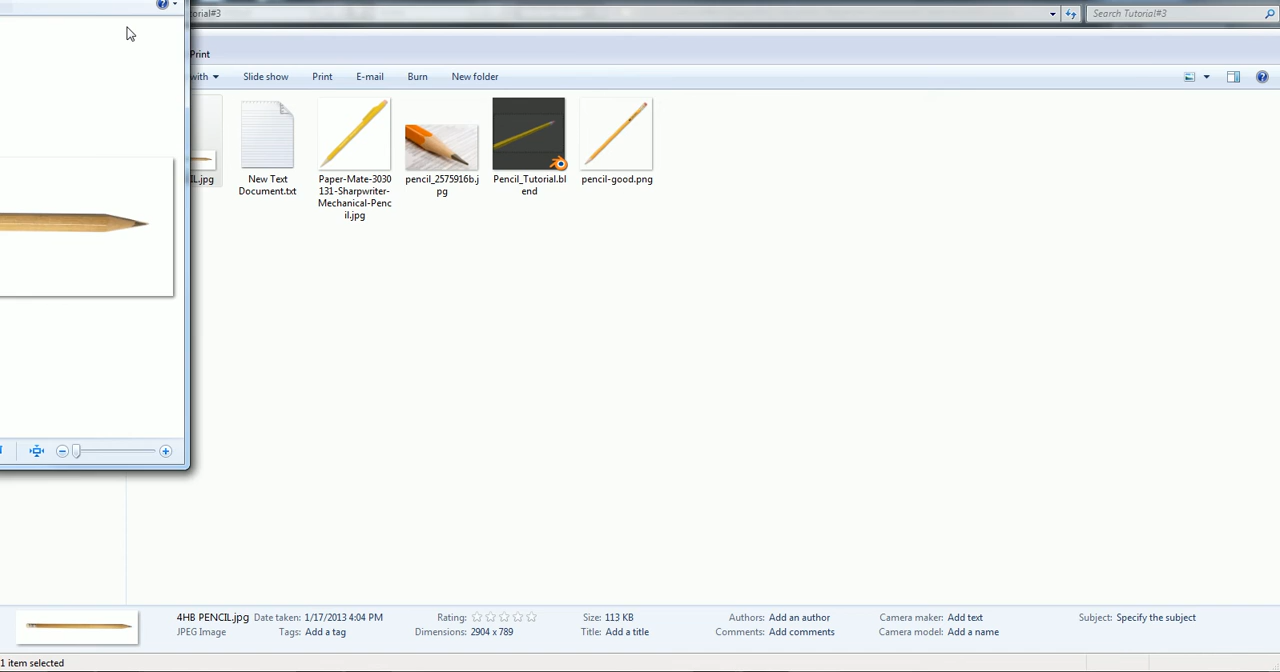 torial#3
Search Tutorial#3
Print
with
Slide show
Print
E-mail
Burn
New folder
IL.jpg
New Text
Document.txt
Paper-Mate-3030
131-Sharpwriter-
Mechanical-Penc
il.jpg
pencil_2575916b.j
pg
Pencil_Tutorial.bl
end
pencil-good.png
4HB PENCIL.jpg
Date taken: 1/17/2013 4:04 PM
Rating:
Size: 113 KB
Authors: Add an author
Camera maker: Add text
Subject: Specify the subject
JPEG Image
Tags: Add a tag
Dimensions: 2904 x 789
Title: Add a title
Comments: Add comments
Camera model: Add a name
1 item selected